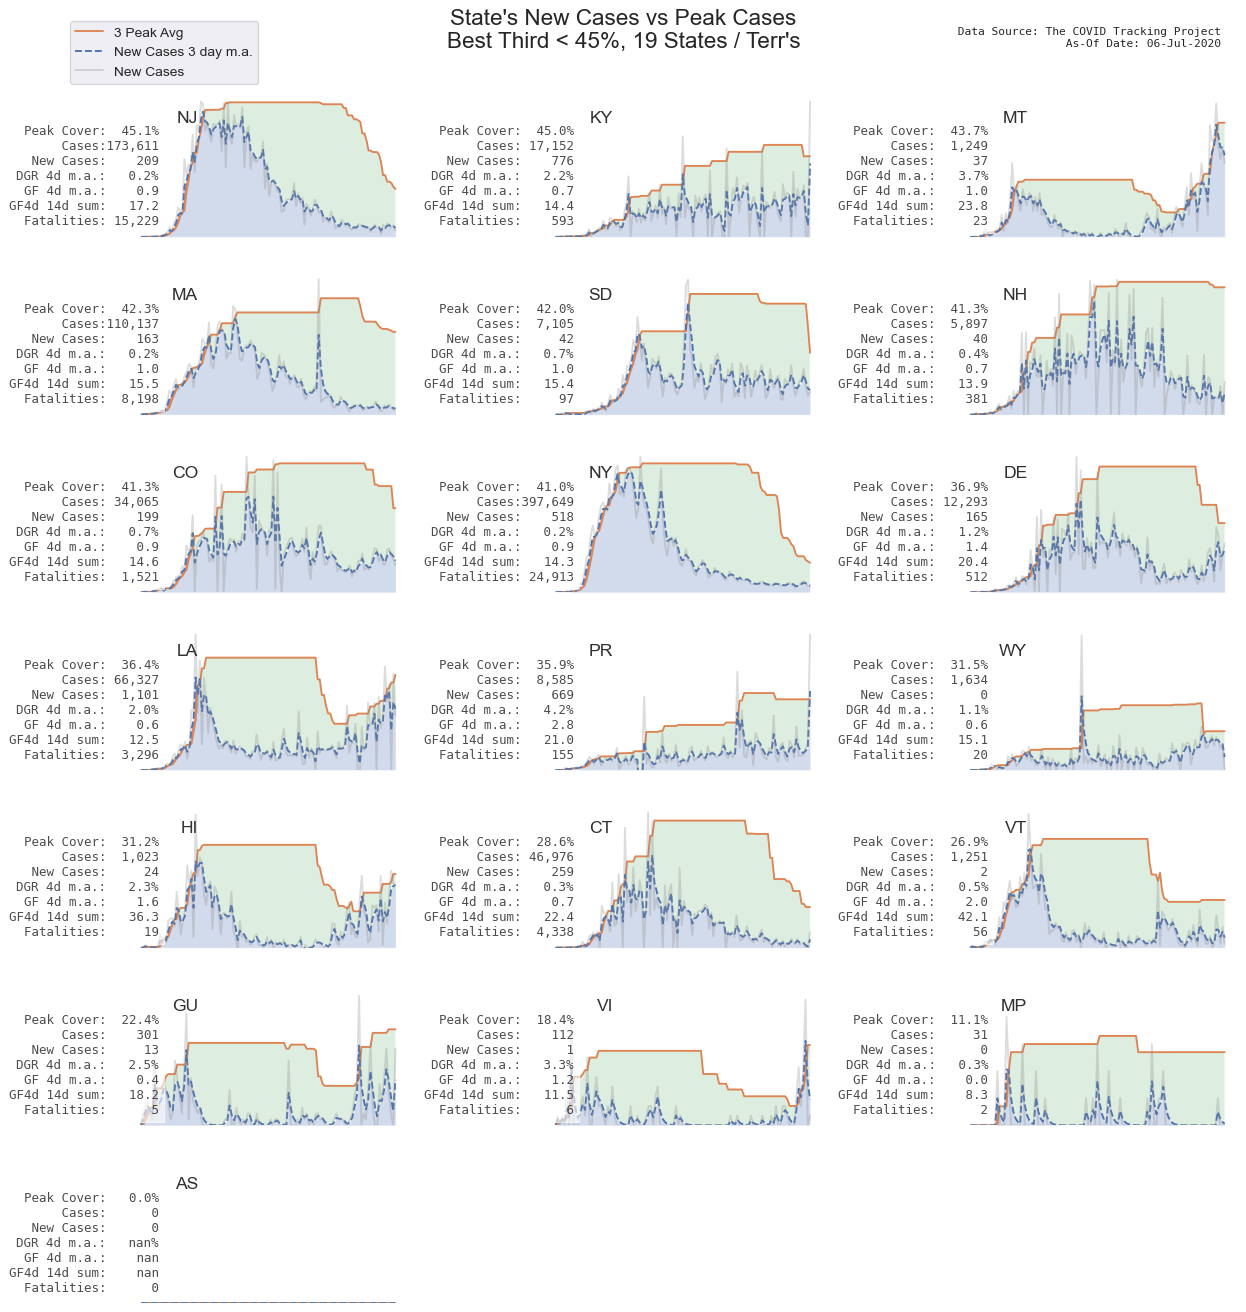 State's New Cases vs Peak Cases
Best Third < 45%, 19 States / Terr's
3 Peak Avg
New Cases 3 day m.a.
New Cases
Data Source: The COVID Tracking Project
As-Of Date: 06-Jul-2020
NJ
Peak Cover: 45.1%
Cases:173,611
New Cases: 209
DGR 4d m.a.: 0.2%
GF 4d m.a.: 0.9
GF4d 14d sum: 17.2
Fatalities: 15,229
KY
Peak Cover: 45.0%
Cases: 17,152
New Cases: 776
DGR 4d m.a.: 2.2%
GF 4d m.a.: 0.7
GF4d 14d sum: 14.4
Fatalities: 593
MT
Peak Cover: 43.7%
Cases: 1,249
New Cases: 37
DGR 4d m.a.: 3.7%
GF 4d m.a.: 1.0
GF4d 14d sum: 23.8
Fatalities: 23
MA
Peak Cover: 42.3%
Cases:110,137
New Cases: 163
DGR 4d m.a.: 0.2%
GF 4d m.a.: 1.0
GF4d 14d sum: 15.5
Fatalities: 8,198
SD
Peak Cover: 42.0%
Cases: 7,105
New Cases: 42
DGR 4d m.a.: 0.7%
GF 4d m.a.: 1.0
GF4d 14d sum: 15.4
Fatalities: 97
NH
Peak Cover: 41.3%
Cases: 5,897
New Cases: 40
DGR 4d m.a.: 0.4%
GF 4d m.a.: 0.7
GF4d 14d sum: 13.9
Fatalities: 381
CO
Peak Cover: 41.3%
Cases: 34,065
New Cases: 199
DGR 4d m.a.: 0.7%
GF 4d m.a.: 0.9
GF4d 14d sum: 14.6
Fatalities: 1,521
NY
Peak Cover: 41.0%
Cases:397,649
New Cases: 518
DGR 4d m.a.: 0.2%
GF 4d m.a.: 0.9
GF4d 14d sum: 14.3
Fatalities: 24,913
DE
Peak Cover: 36.9%
Cases: 12,293
New Cases: 165
DGR 4d m.a.: 1.2%
GF 4d m.a.: 1.4
GF4d 14d sum: 20.4
Fatalities: 512
LA
Peak Cover: 36.4%
Cases: 66,327
New Cases: 1,101
DGR 4d m.a.: 2.0%
GF 4d m.a.: 0.6
GF4d 14d sum: 12.5
Fatalities: 3,296
PR
Peak Cover: 35.9%
Cases: 8,585
New Cases: 669
DGR 4d m.a.: 4.2%
GF 4d m.a.: 2.8
GF4d 14d sum: 21.0
Fatalities: 155
WY
Peak Cover: 31.5%
Cases: 1,634
New Cases: 0
DGR 4d m.a.: 1.1%
GF 4d m.a.: 0.6
GF4d 14d sum: 15.1
Fatalities: 20
HI
Peak Cover: 31.2%
Cases: 1,023
New Cases: 24
DGR 4d m.a.: 2.3%
GF 4d m.a.: 1.6
GF4d 14d sum: 36.3
Fatalities: 19
CT
Peak Cover: 28.6%
Cases: 46,976
New Cases: 259
DGR 4d m.a.: 0.3%
GF 4d m.a.: 0.7
GF4d 14d sum: 22.4
Fatalities: 4,338
VT
Peak Cover: 26.9%
Cases: 1,251
New Cases: 2
DGR 4d m.a.: 0.5%
GF 4d m.a.: 2.0
GF4d 14d sum: 42.1
Fatalities: 56
GU
Peak Cover: 22.4%
Cases: 301
New Cases: 13
DGR 4d m.a.: 2.5%
GF 4d m.a.: 0.4
GF4d 14d sum: 18.2
Fatalities: 5
VI
Peak Cover: 18.4%
Cases: 112
New Cases: 1
DGR 4d m.a.: 3.3%
GF 4d m.a.: 1.2
GF4d 14d sum: 11.5
Fatalities: 6
MP
Peak Cover: 11.1%
Cases: 31
New Cases: 0
DGR 4d m.a.: 0.3%
GF 4d m.a.: 0.0
GF4d 14d sum: 8.3
Fatalities: 2
AS
Peak Cover: 0.0%
Cases: 0
New Cases: 0
DGR 4d m.a.: nan%
GF 4d m.a.: nan
GF4d 14d sum: nan
Fatalities: 0